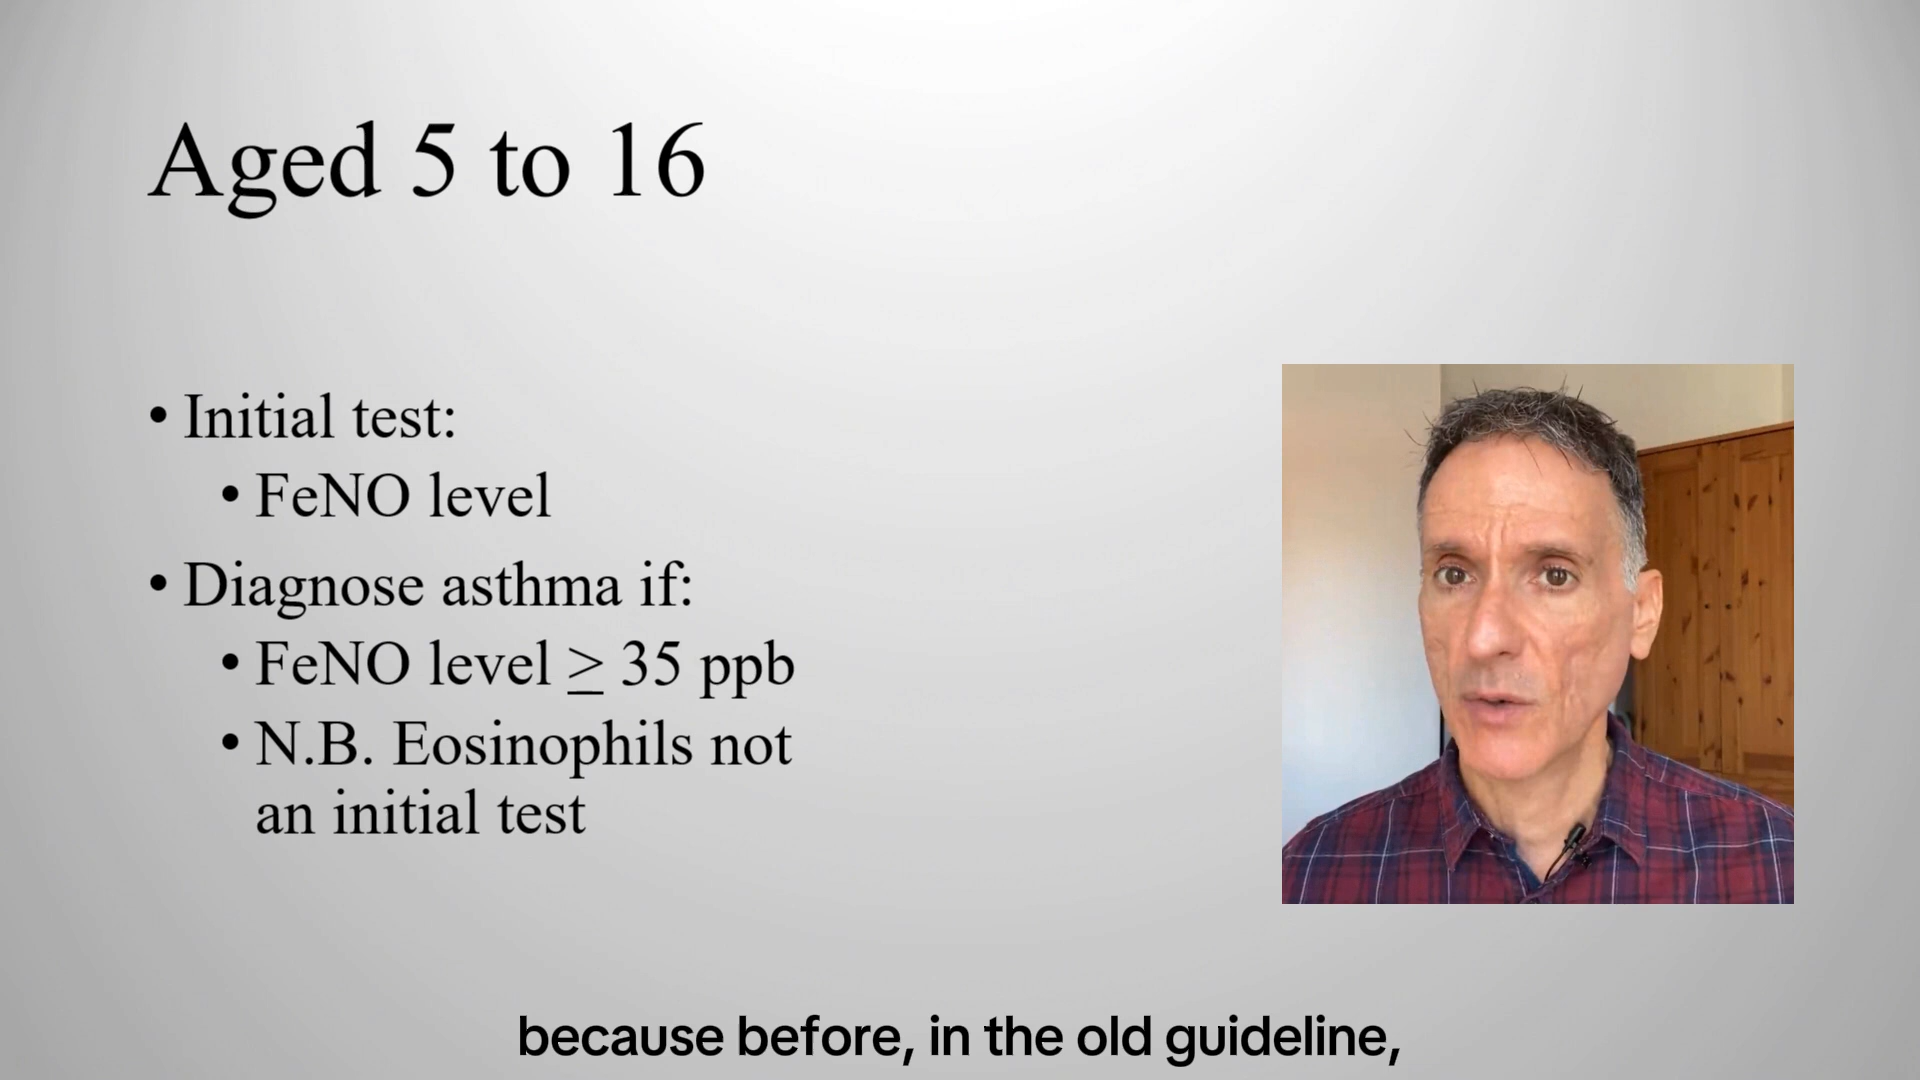 Aged 5 to 16
• Initial test:
• FeNO level
• Diagnose asthma if:
• FeNO level ≥ 35 ppb
• N.B. Eosinophils not
an initial test
because before, in the old guideline,